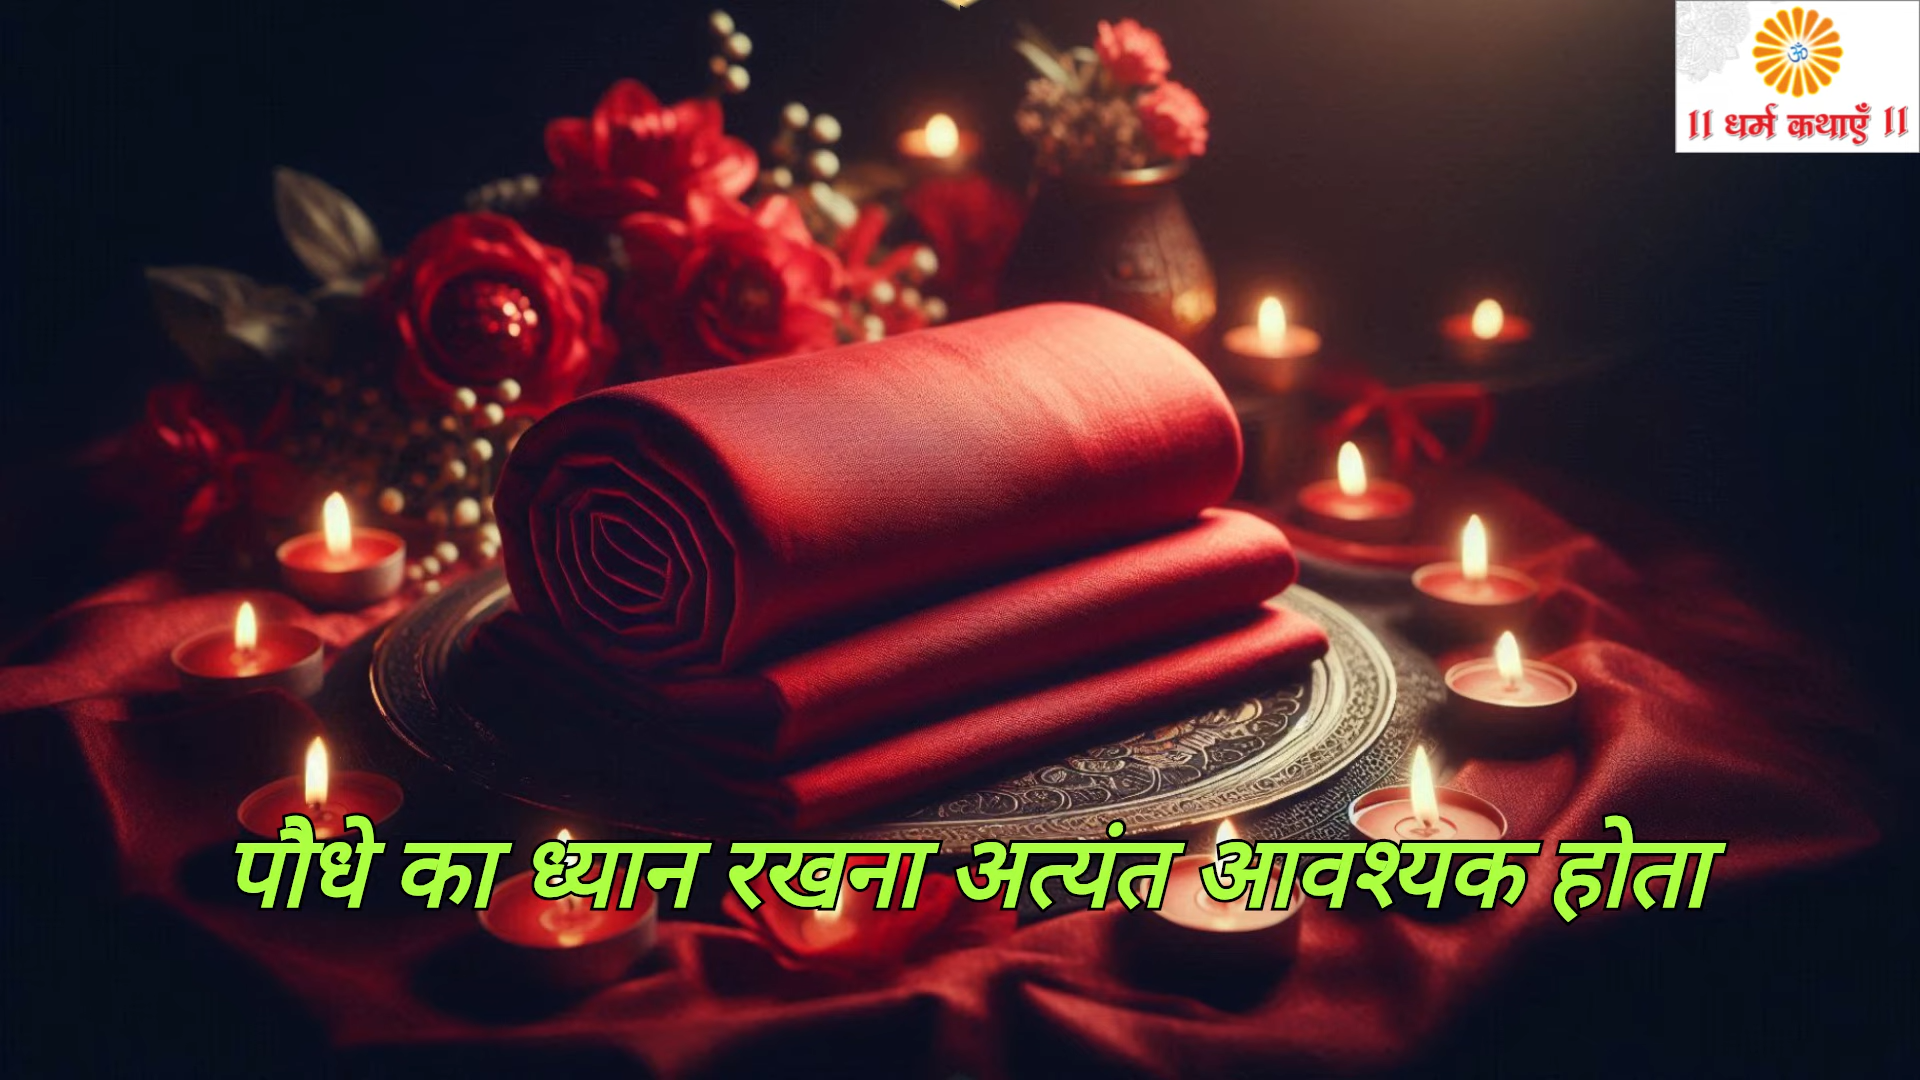 ॐ
॥ धर्म कथाएँ ॥
पौधे का ध्यान रखना अत्यंत आवश्यक होता